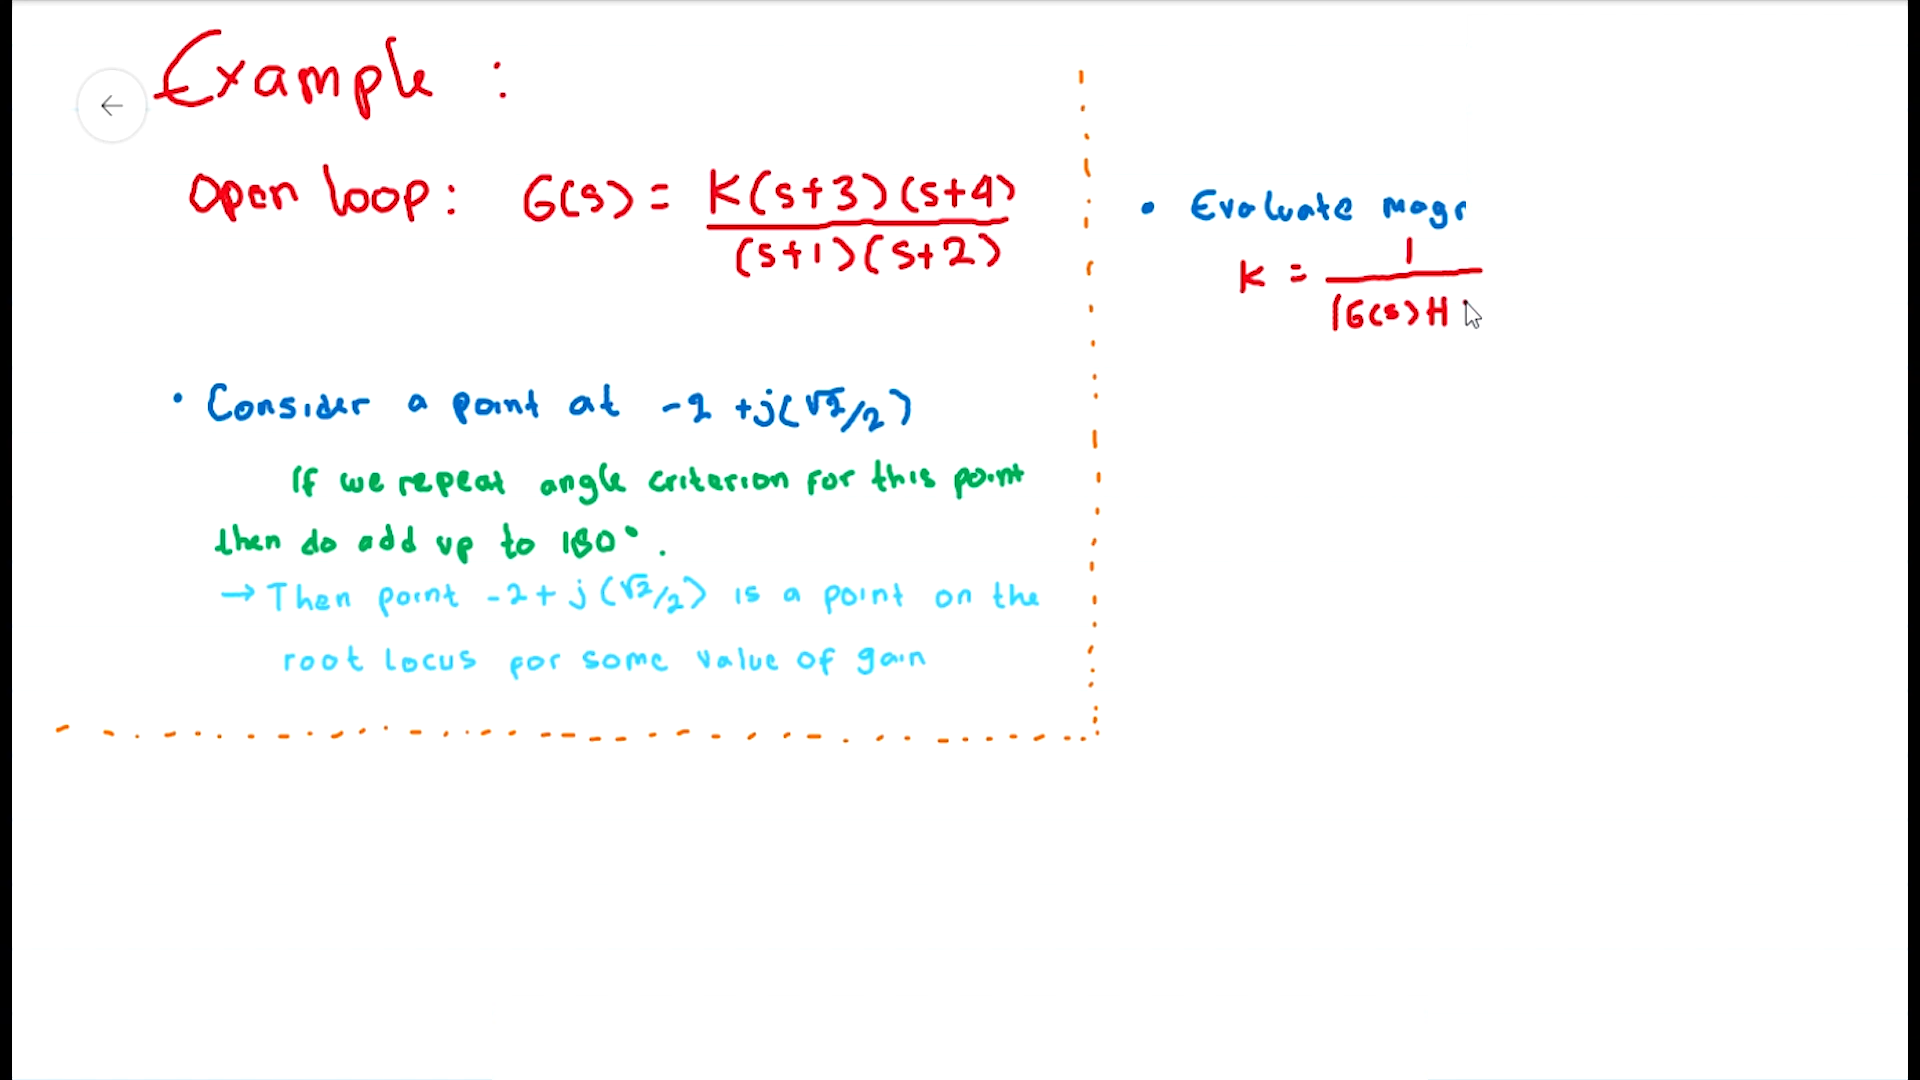 Example :
Open loop: G(s) = K(s+3)(s+4)
(s+1)(s+2)
• Consider a point at -2 +j(√2/2)
If we repeat angle criterion for this point
then do add up to 180°.
→ Then point -2+j(√2/2) is a point on the
root locus for some value of gain
• Evaluate magn
K = 1
|G(s)H